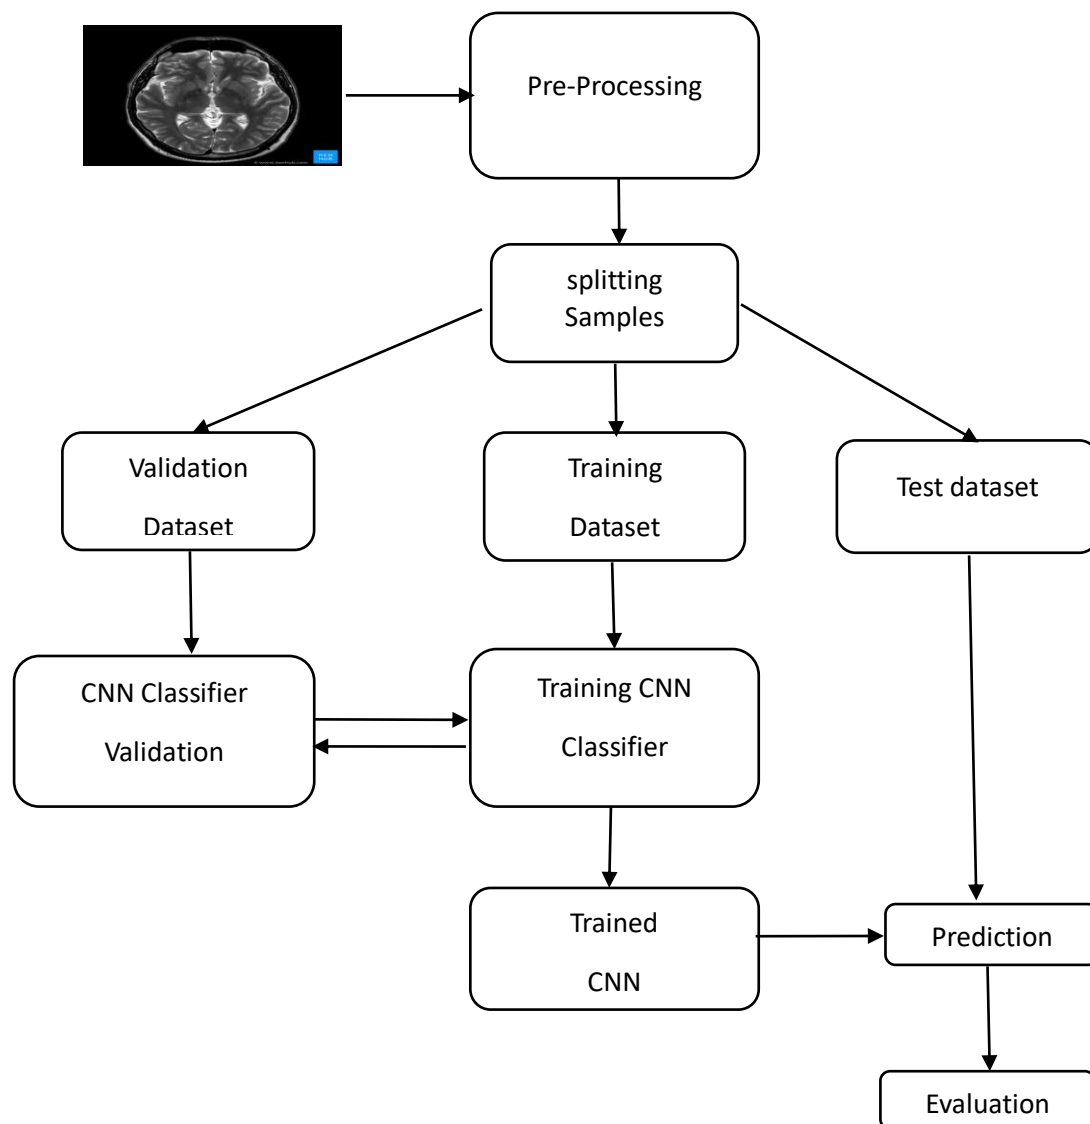 Pre-Processing
splitting
Samples
Validation
Dataset
Training
Dataset
Test dataset
CNN Classifier
Validation
Training CNN
Classifier
Trained
CNN
Prediction
Evaluation